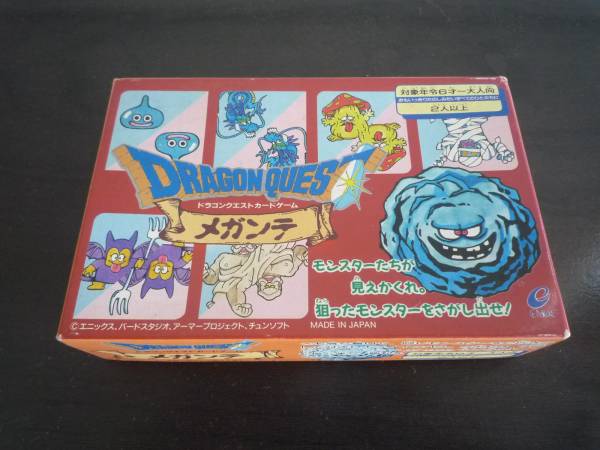 対象年令6才〜大人向
2人以上
DRAGON QUEST
ドラゴンクエストカードゲーム
メガンテ
モンスターたちが
見えかくれ。
狙ったモンスターをさがし出せ!
©エニックス、バードスタジオ、アーマープロジェクト、チュンソフト
MADE IN JAPAN
メガンテ